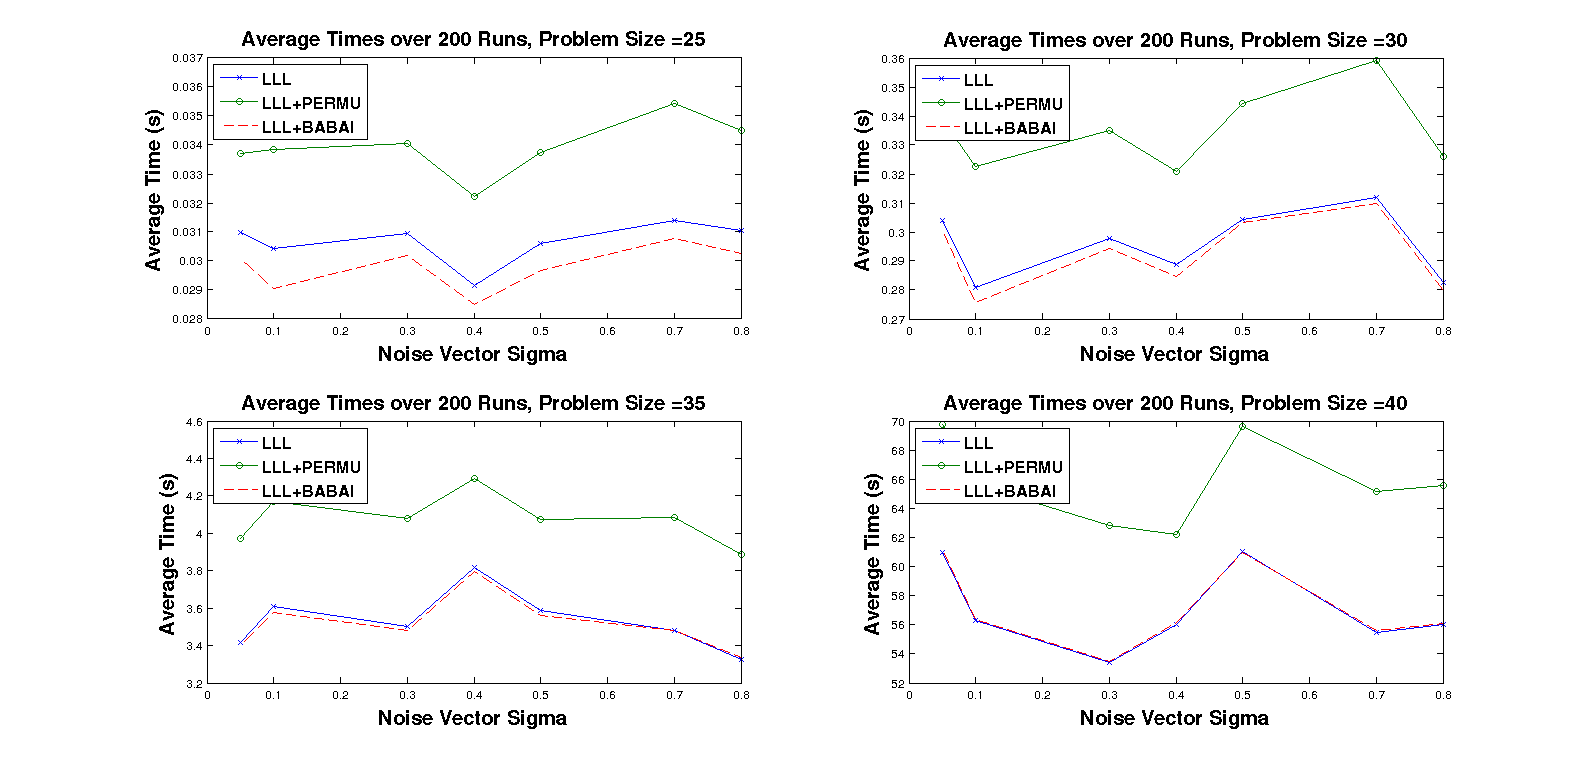 Average Times over 200 Runs, Problem Size =25
0.037
0.036
0.035
0.034
0.033
0.032
0.031
0.03
0.029
0.028
Average Time (s)
LLL
LLL+PERMU
LLL+BABAI
0 0.1 0.2 0.3 0.4 0.5 0.6 0.7 0.8
Noise Vector Sigma
Average Times over 200 Runs, Problem Size =30
0.36
0.35
0.34
0.33
0.32
0.31
0.3
0.29
0.28
0.27
Average Time (s)
LLL
LLL+PERMU
LLL+BABAI
0 0.1 0.2 0.3 0.4 0.5 0.6 0.7 0.8
Noise Vector Sigma
Average Times over 200 Runs, Problem Size =35
4.6
4.4
4.2
4
3.8
3.6
3.4
3.2
Average Time (s)
LLL
LLL+PERMU
LLL+BABAI
0 0.1 0.2 0.3 0.4 0.5 0.6 0.7 0.8
Noise Vector Sigma
Average Times over 200 Runs, Problem Size =40
70
68
66
64
62
60
58
56
54
52
Average Time (s)
LLL
LLL+PERMU
LLL+BABAI
0 0.1 0.2 0.3 0.4 0.5 0.6 0.7 0.8
Noise Vector Sigma